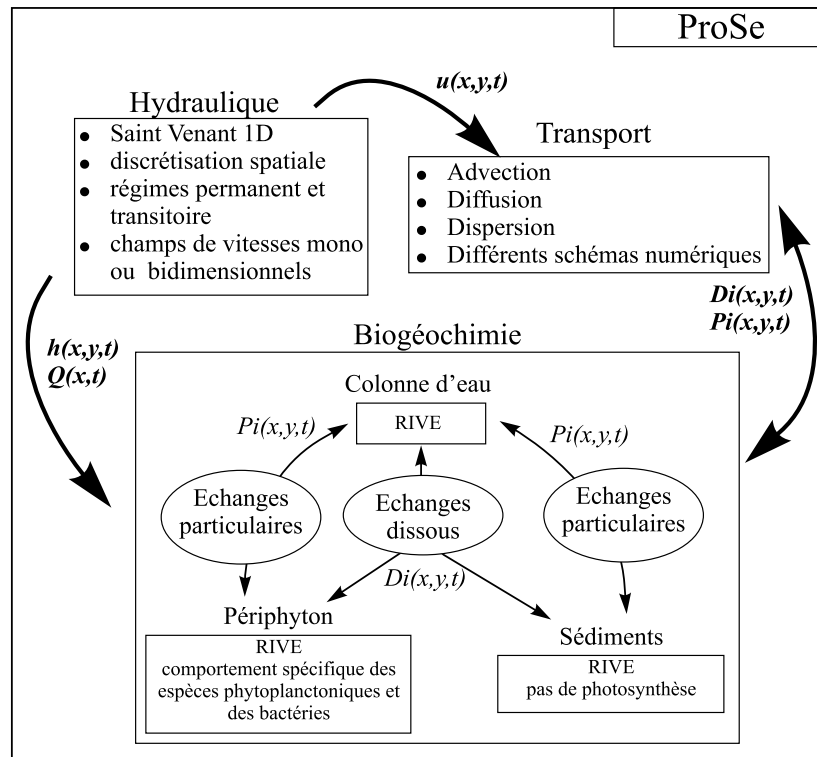 ProSe
u(x,y,t)
Hydraulique
• Saint Venant 1D
• discrétisation spatiale
• régimes permanent et
transitoire
• champs de vitesses mono
ou bidimensionnels
Transport
• Advection
• Diffusion
• Dispersion
• Différents schémas numériques
h(x,y,t)
Q(x,t)
Di(x,y,t)
Pi(x,y,t)
Biogéochimie
Colonne d'eau
RIVE
Pi(x,y,t)
Pi(x,y,t)
Echanges
particulaires
Echanges
dissous
Echanges
particulaires
Di(x,y,t)
Périphyton
RIVE
comportement spécifique des
espèces phytoplanctoniques et
des bactéries
Sédiments
RIVE
pas de photosynthèse